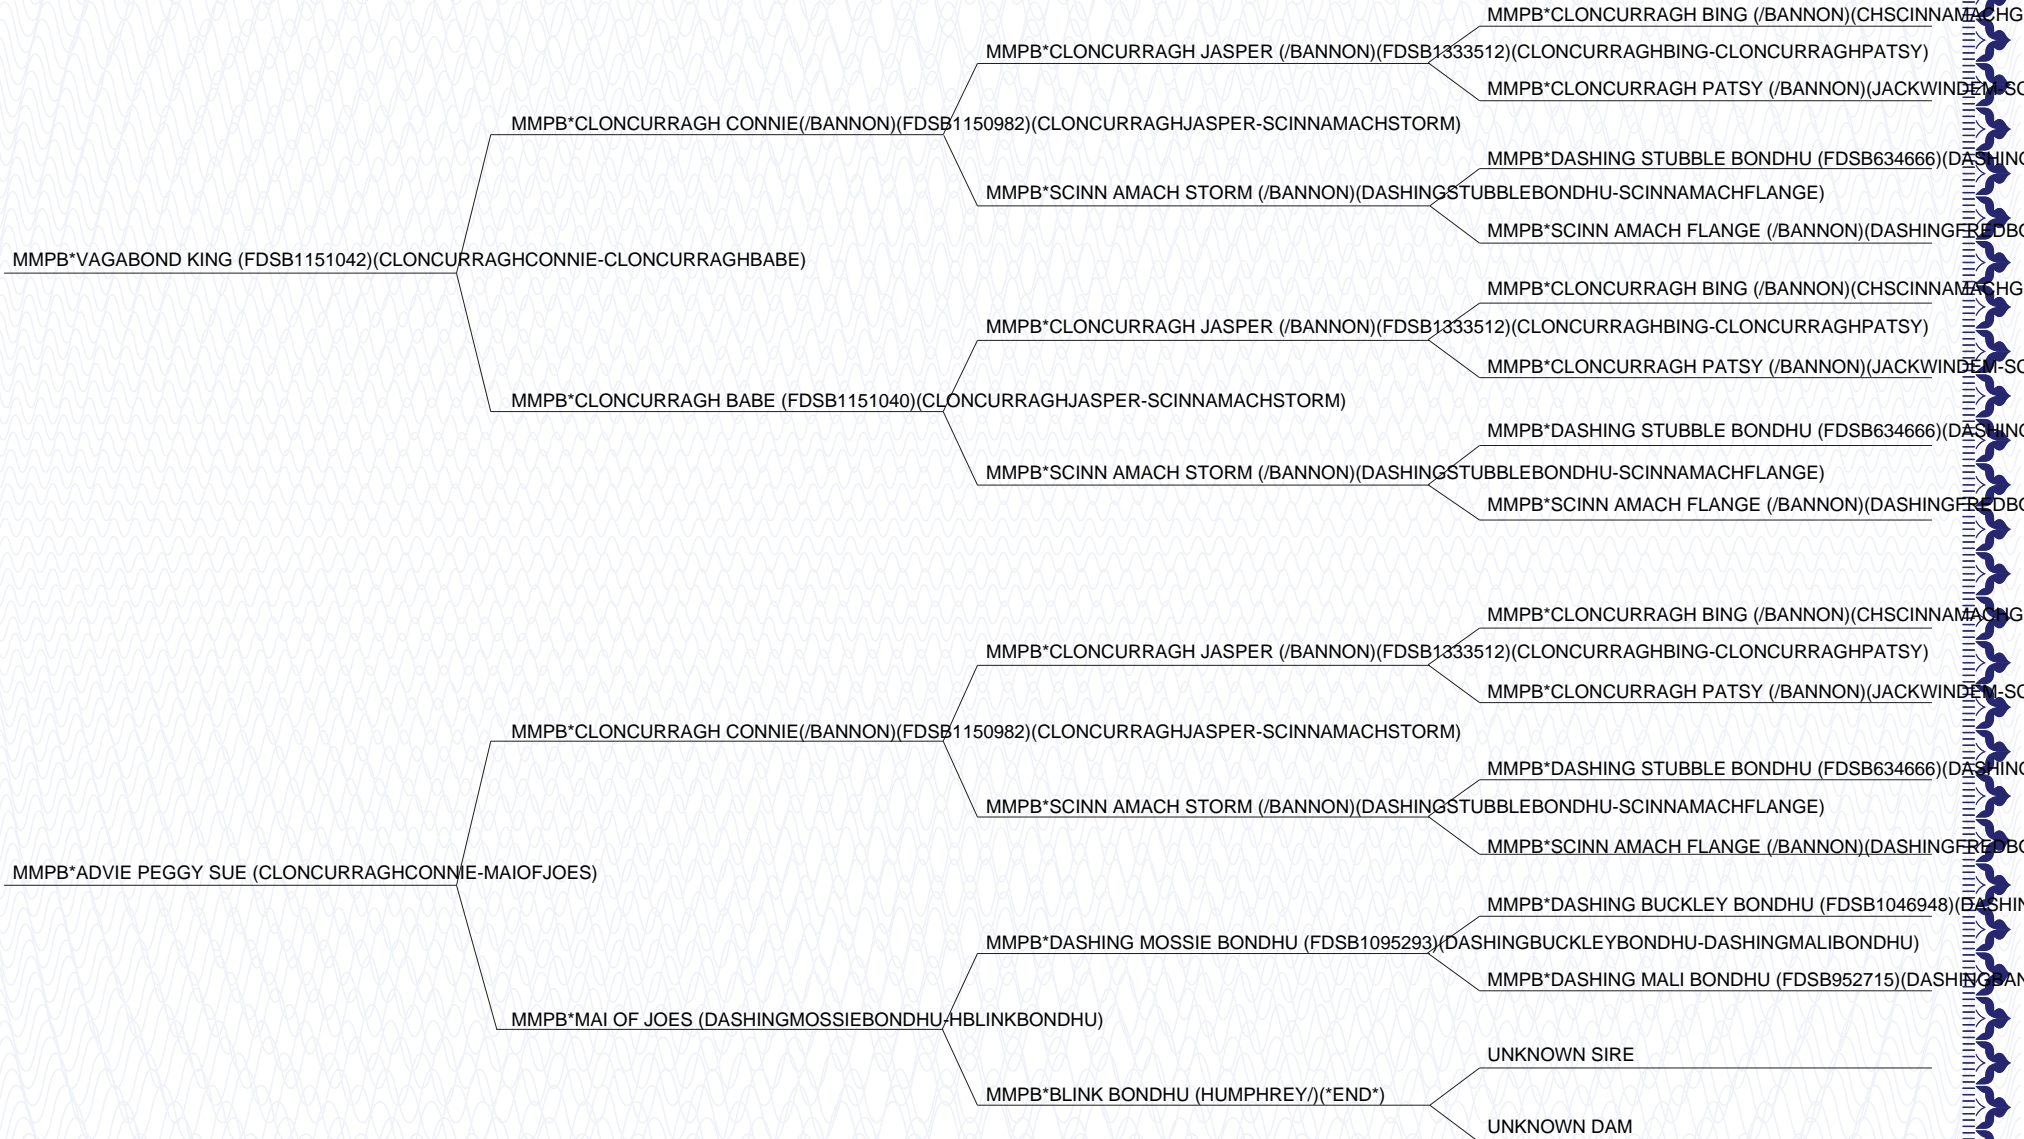 MMPB*CLONCURRAGH BING (/BANNON)(CHSCINNAMACHG
MMPB*CLONCURRAGH JASPER (/BANNON)(FDSB1333512)(CLONCURRAGHBING-CLONCURRAGHPATSY)
MMPB*CLONCURRAGH PATSY (/BANNON)(JACKWINDEM-SC
MMPB*CLONCURRAGH CONNIE(/BANNON)(FDSB1150982)(CLONCURRAGHJASPER-SCINNAMACHSTORM)
MMPB*DASHING STUBBLE BONDHU (FDSB634666)(DASHING
MMPB*SCINN AMACH STORM (/BANNON)(DASHINGSTUBBLEBONDHU-SCINNAMACHFLANGE)
MMPB*SCINN AMACH FLANGE (/BANNON)(DASHINGFREDBO
MMPB*VAGABOND KING (FDSB1151042)(CLONCURRAGHCONNIE-CLONCURRAGHBABE)
MMPB*CLONCURRAGH BING (/BANNON)(CHSCINNAMACHG
MMPB*CLONCURRAGH JASPER (/BANNON)(FDSB1333512)(CLONCURRAGHBING-CLONCURRAGHPATSY)
MMPB*CLONCURRAGH PATSY (/BANNON)(JACKWINDEM-SC
MMPB*CLONCURRAGH BABE (FDSB1151040)(CLONCURRAGHJASPER-SCINNAMACHSTORM)
MMPB*DASHING STUBBLE BONDHU (FDSB634666)(DASHING
MMPB*SCINN AMACH STORM (/BANNON)(DASHINGSTUBBLEBONDHU-SCINNAMACHFLANGE)
MMPB*SCINN AMACH FLANGE (/BANNON)(DASHINGFREDBO
MMPB*CLONCURRAGH BING (/BANNON)(CHSCINNAMACHG
MMPB*CLONCURRAGH JASPER (/BANNON)(FDSB1333512)(CLONCURRAGHBING-CLONCURRAGHPATSY)
MMPB*CLONCURRAGH PATSY (/BANNON)(JACKWINDEM-SC
MMPB*CLONCURRAGH CONNIE(/BANNON)(FDSB1150982)(CLONCURRAGHJASPER-SCINNAMACHSTORM)
MMPB*DASHING STUBBLE BONDHU (FDSB634666)(DASHING
MMPB*SCINN AMACH STORM (/BANNON)(DASHINGSTUBBLEBONDHU-SCINNAMACHFLANGE)
MMPB*SCINN AMACH FLANGE (/BANNON)(DASHINGFREDBO
MMPB*ADVIE PEGGY SUE (CLONCURRAGHCONNIE-MAIOFJOES)
MMPB*DASHING BUCKLEY BONDHU (FDSB1046948)(DASHIN
MMPB*DASHING MOSSIE BONDHU (FDSB1095293)(DASHINGBUCKLEYBONDHU-DASHINGMALIBONDHU)
MMPB*DASHING MALI BONDHU (FDSB952715)(DASHINGBAN
MMPB*MAI OF JOES (DASHINGMOSSIEBONDHU-HBLINKBONDHU)
UNKNOWN SIRE
MMPB*BLINK BONDHU (HUMPHREY/)(*END*)
UNKNOWN DAM